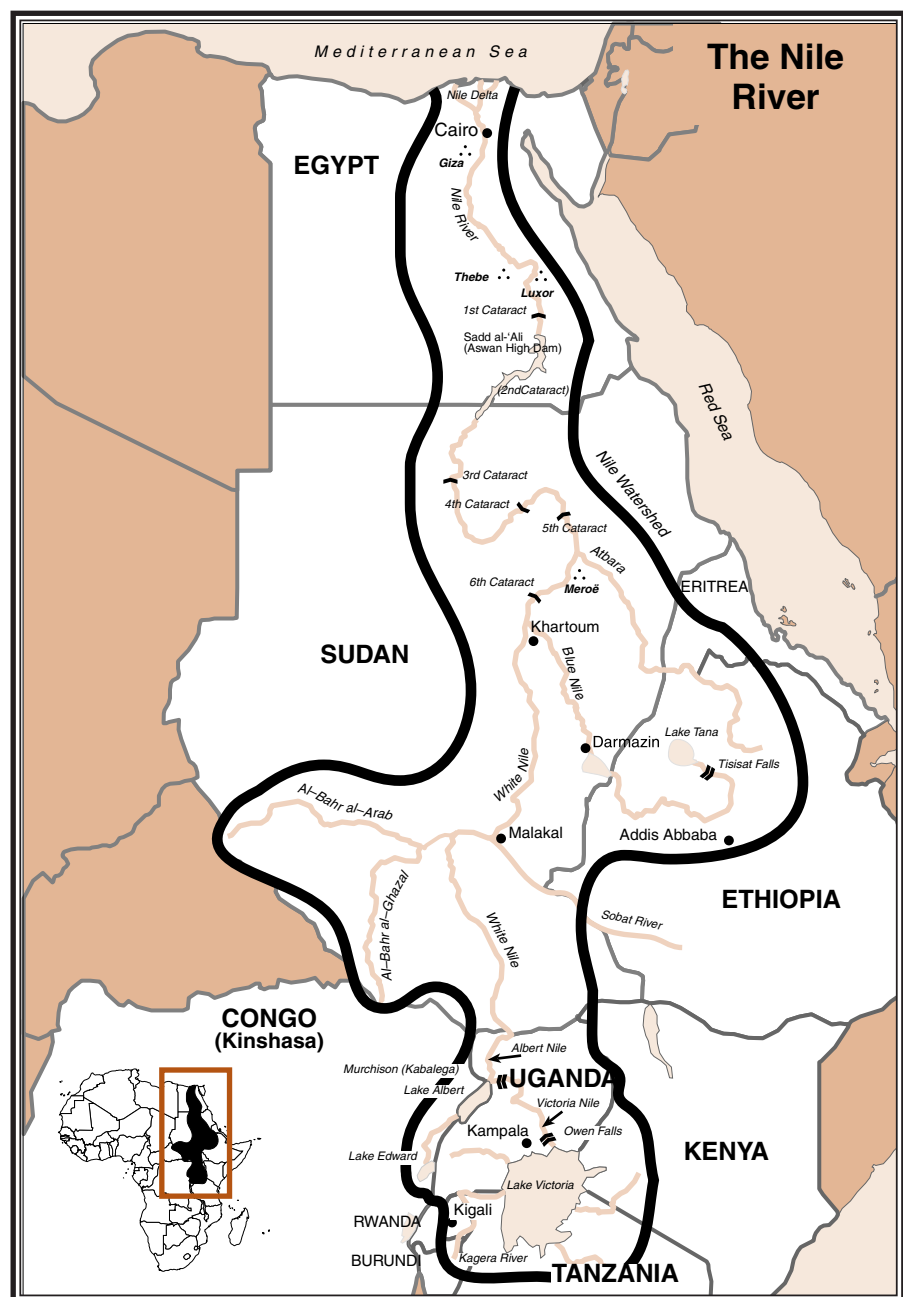 Mediterranean Sea
The Nile
River
Nile Delta
Cairo
EGYPT
Giza
Nile River
Thebe
Luxor
1st Cataract
Sadd al-‘Ali
(Aswan High Dam)
(2ndCataract)
Red Sea
Nile Watershed
3rd Cataract
4th Cataract
5th Cataract
Atbara
6th Cataract
Meroë
ERITREA
Khartoum
SUDAN
Blue Nile
Darmazin
Lake Tana
Tisisat Falls
White Nile
Al–Bahr al–Arab
Malakal
Addis Abbaba
ETHIOPIA
Al–Bahr al–Ghazal
White Nile
Sobat River
CONGO
(Kinshasa)
Albert Nile
Murchison (Kabalega)
UGANDA
Lake Albert
Victoria Nile
Kampala
Owen Falls
KENYA
Lake Edward
Lake Victoria
RWANDA
Kigali
BURUNDI
Kagera River
TANZANIA